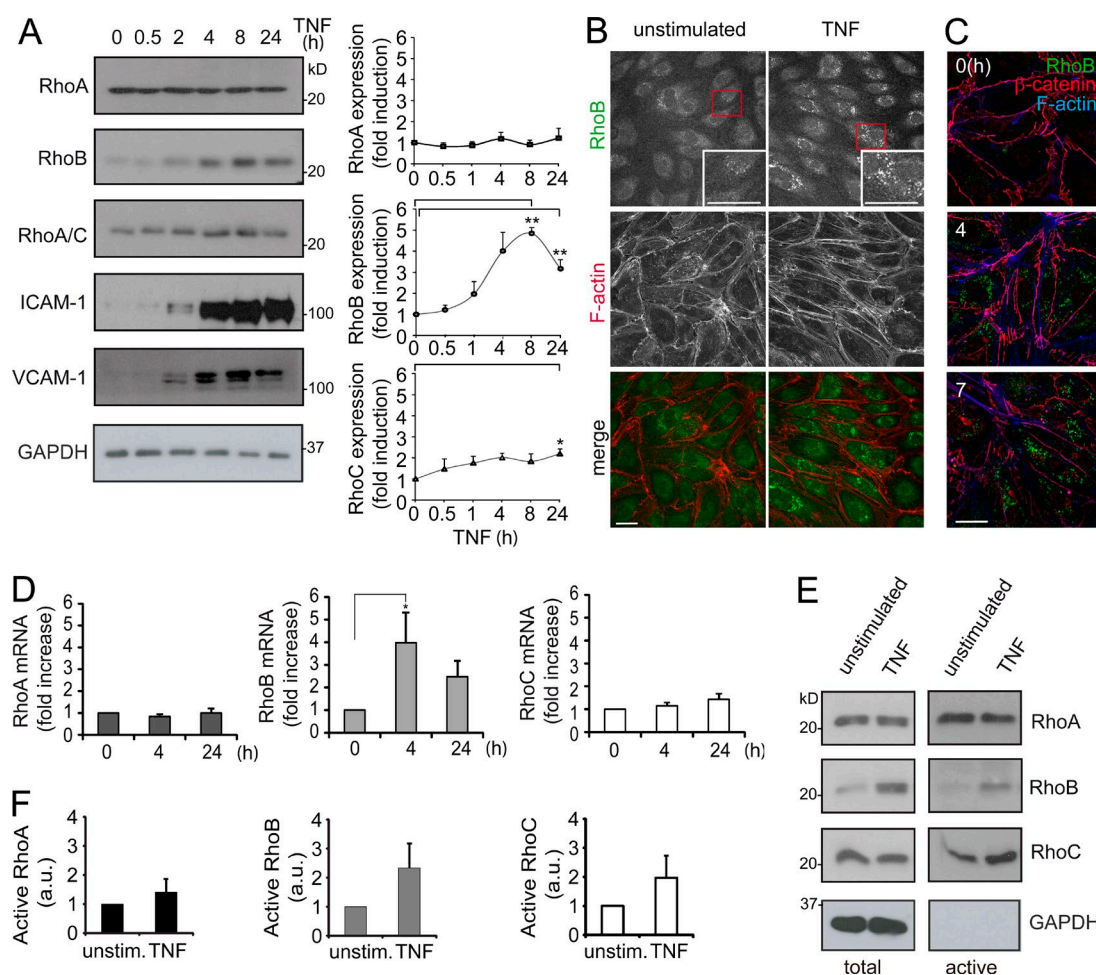 A
0 0.5 2 4 8 24 TNF (h)
kD
RhoA
-20
RhoB
-20
RhoA/C
-20
ICAM-1
-100
VCAM-1
-100
GAPDH
-37
RhoA expression
(fold induction)
6
5
4
3
2
1
0
0 0.5 1 4 8 24
RhoB expression
(fold induction)
6
5
4
3
2
1
0
**
**
0 0.5 1 4 8 24
RhoC expression
(fold induction)
6
5
4
3
2
1
0
*
0 0.5 1 4 8 24
TNF (h)
B
unstimulated TNF
RhoB
F-actin
merge
C
0(h)
RhoB
β-catenin
F-actin
4
7
D
RhoA mRNA
(fold increase)
6
5
4
3
2
1
0
0 4 24 (h)
RhoB mRNA
(fold increase)
6
5
4
3
2
1
0
*
0 4 24 (h)
RhoC mRNA
(fold increase)
6
5
4
3
2
1
0
0 4 24 (h)
E
unstimulated
TNF
unstimulated
TNF
kD
20-
RhoA
20-
RhoB
20-
RhoC
37-
GAPDH
total active
F
Active RhoA
(a.u.)
4
2
1
0
unstim. TNF
Active RhoB
(a.u.)
4
2
1
0
unstim. TNF
Active RhoC
(a.u.)
4
2
1
0
unstim. TNF